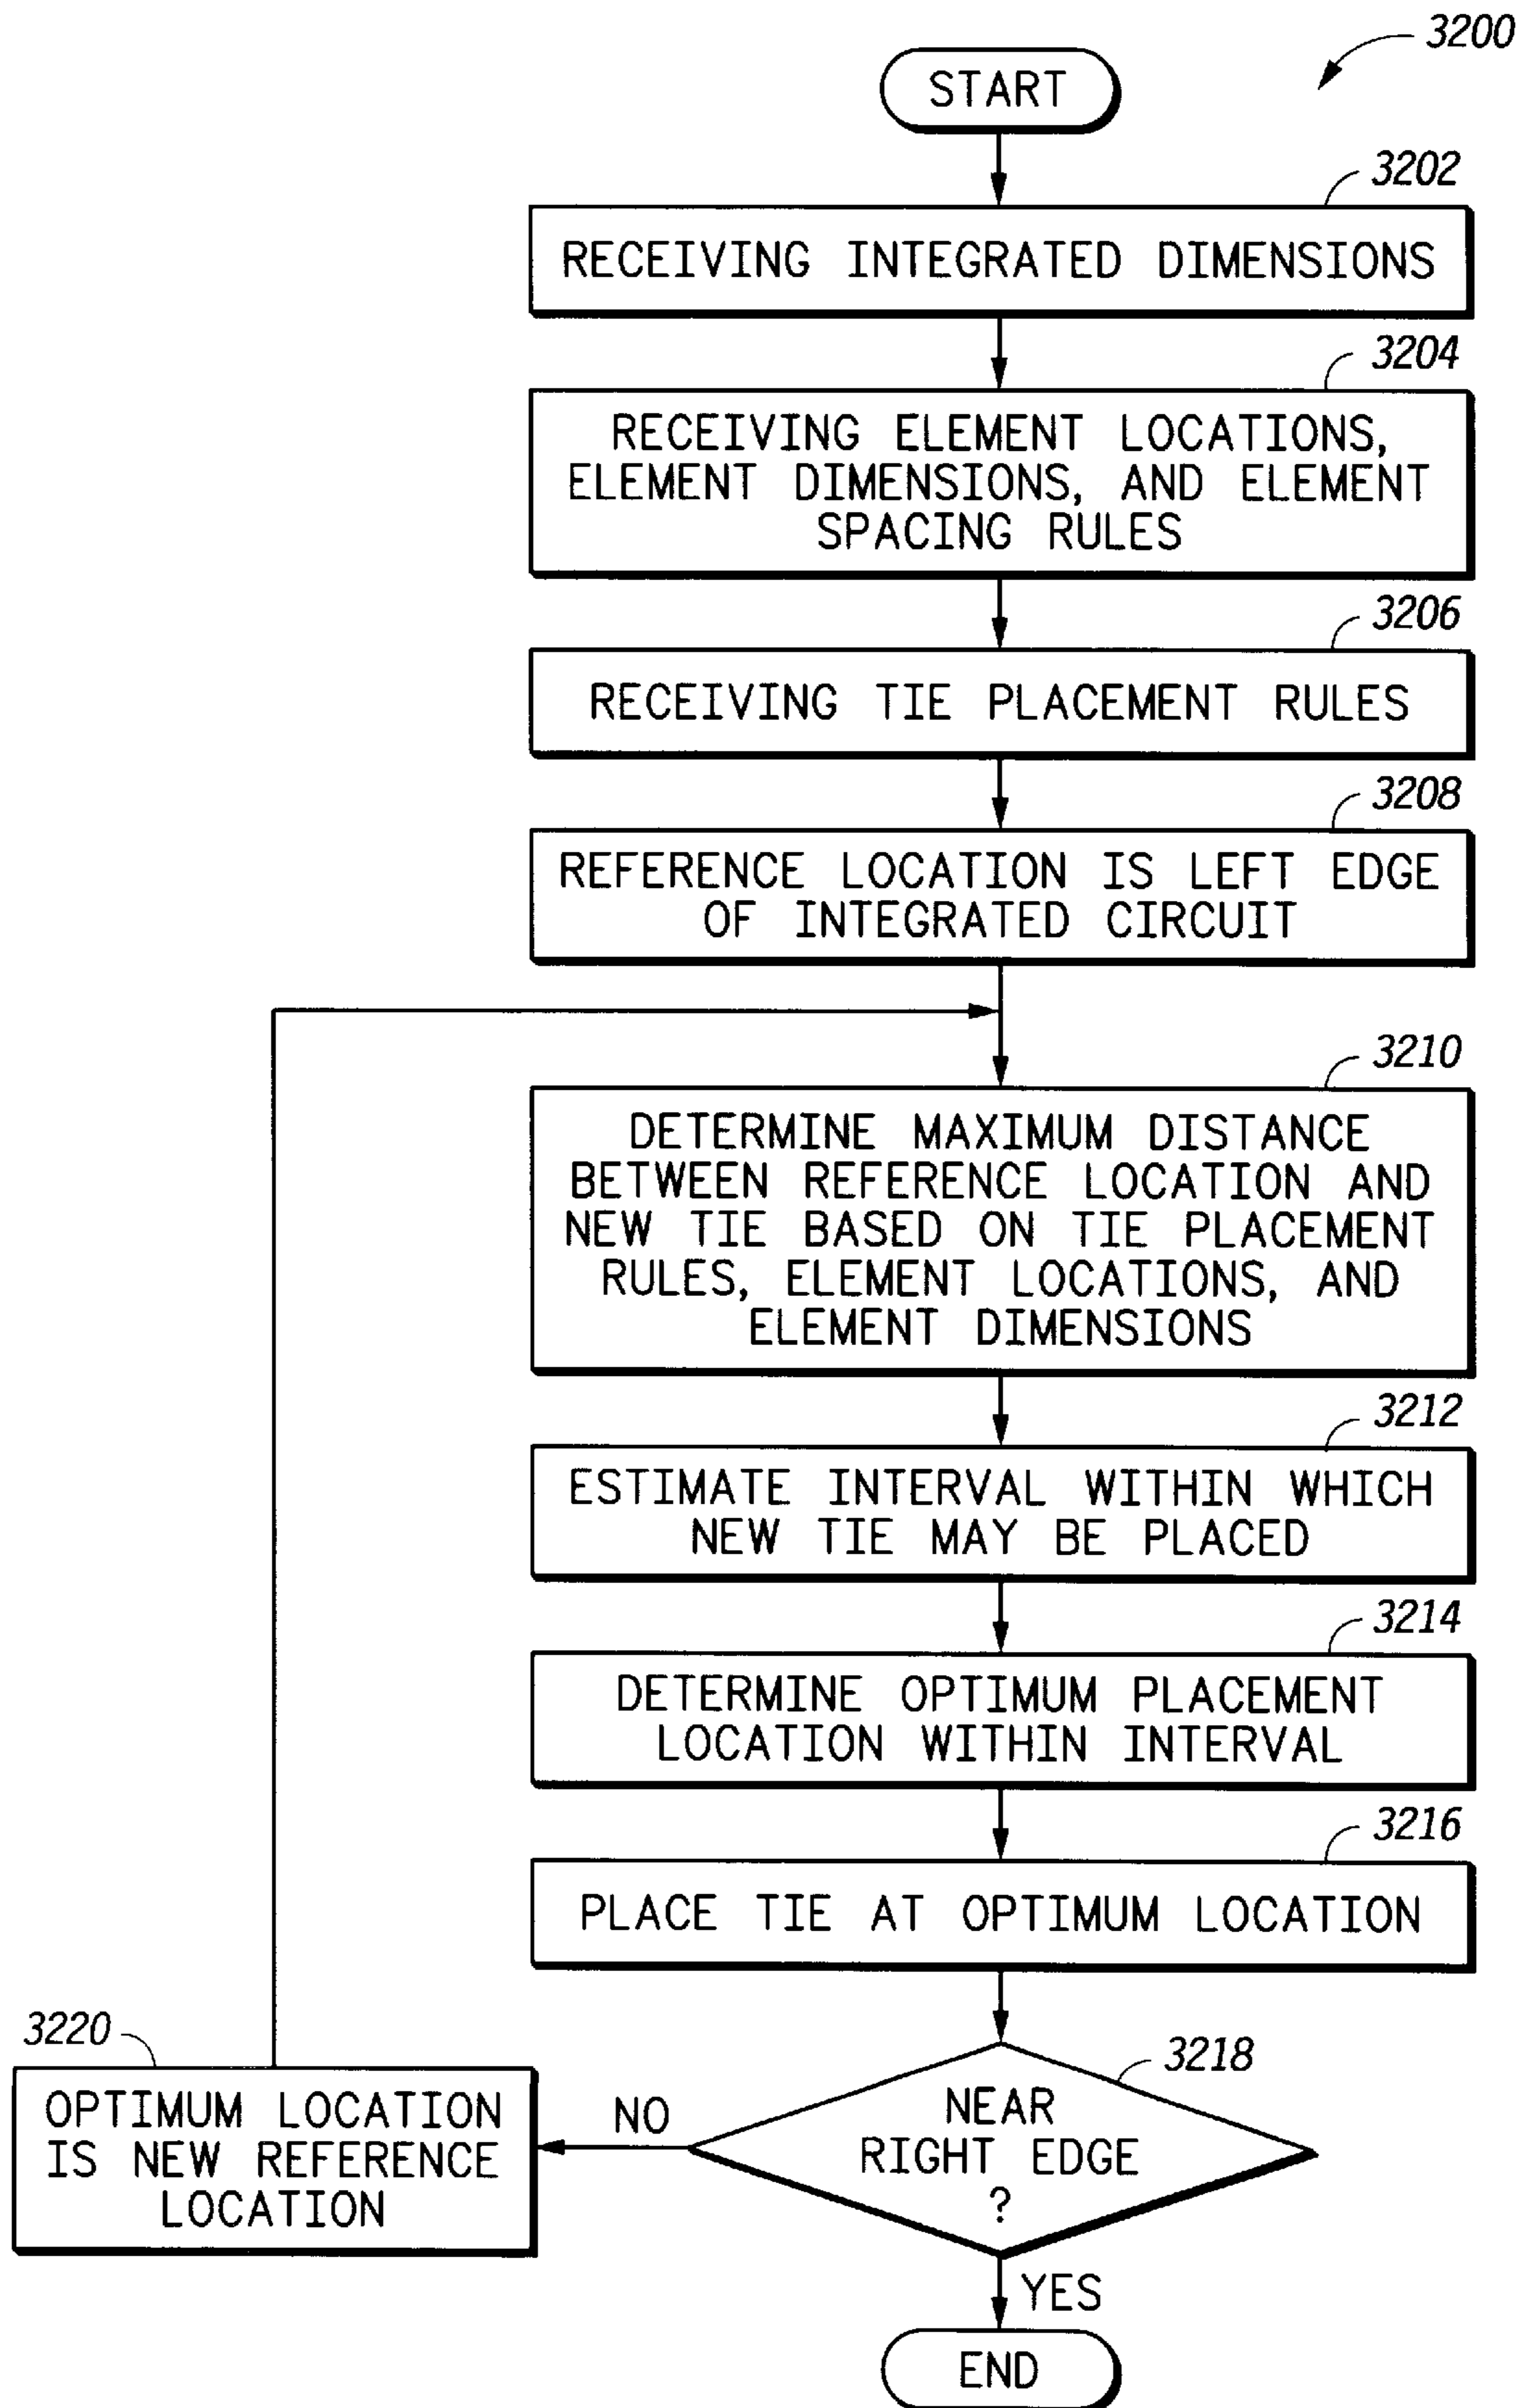 3200
START
3202
RECEIVING INTEGRATED DIMENSIONS
3204
RECEIVING ELEMENT LOCATIONS,
ELEMENT DIMENSIONS, AND ELEMENT
SPACING RULES
3206
RECEIVING TIE PLACEMENT RULES
3208
REFERENCE LOCATION IS LEFT EDGE
OF INTEGRATED CIRCUIT
3210
DETERMINE MAXIMUM DISTANCE
BETWEEN REFERENCE LOCATION AND
NEW TIE BASED ON TIE PLACEMENT
RULES, ELEMENT LOCATIONS, AND
ELEMENT DIMENSIONS
3212
ESTIMATE INTERVAL WITHIN WHICH
NEW TIE MAY BE PLACED
3214
DETERMINE OPTIMUM PLACEMENT
LOCATION WITHIN INTERVAL
3216
PLACE TIE AT OPTIMUM LOCATION
3218
NEAR
RIGHT EDGE
?
NO
3220
OPTIMUM LOCATION
IS NEW REFERENCE
LOCATION
YES
END